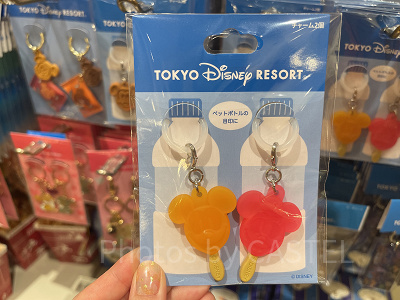 チャーム2個
TOKYO Disney RESORT
ペットボトルの
目印に
TOKYO Disney RESORT
TOKYO Disney
©DISNEY
Photos by CASTEL